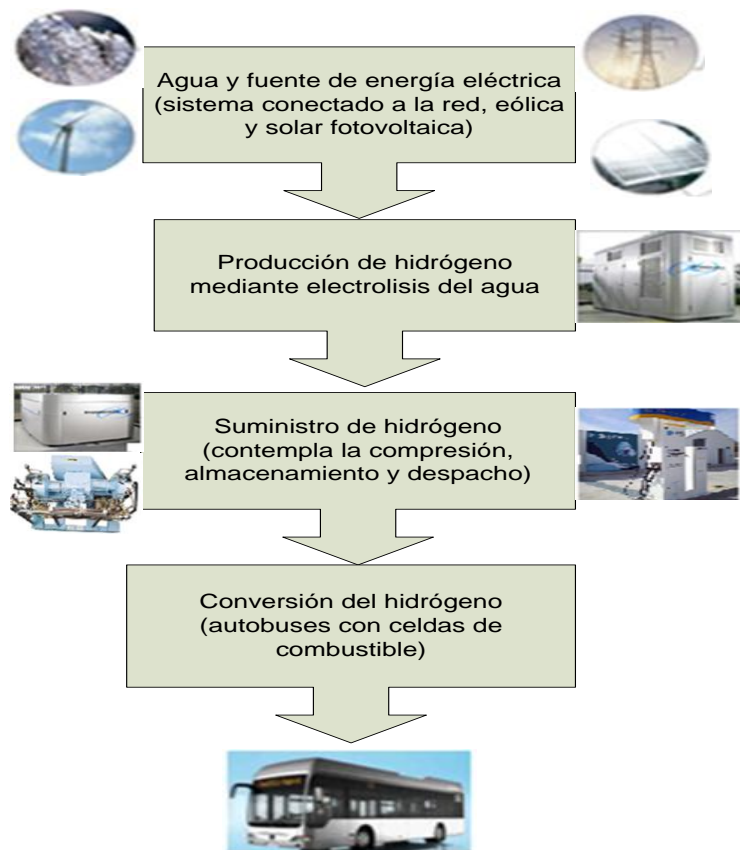 Agua y fuente de energía eléctrica
(sistema conectado a la red, eólica
y solar fotovoltaica)
Producción de hidrógeno
mediante electrolisis del agua
Suministro de hidrógeno
(contempla la compresión,
almacenamiento y despacho)
Conversión del hidrógeno
(autobuses con celdas de
combustible)